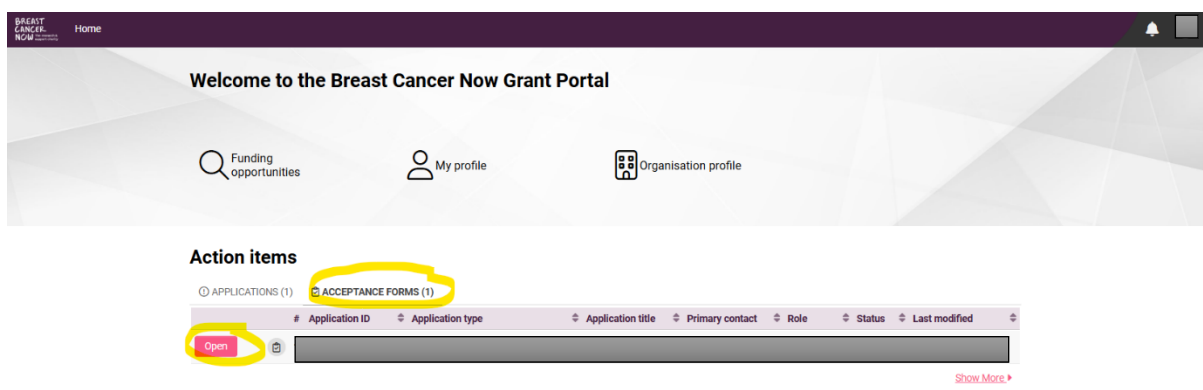 BREAST
CANCER
NOW
Home
Welcome to the Breast Cancer Now Grant Portal
Funding
opportunities
My profile
Organisation profile
Action items
APPLICATIONS (1) ACCEPTANCE FORMS (1)
# Application ID Application type Application title Primary contact Role Status Last modified
Open
Show More